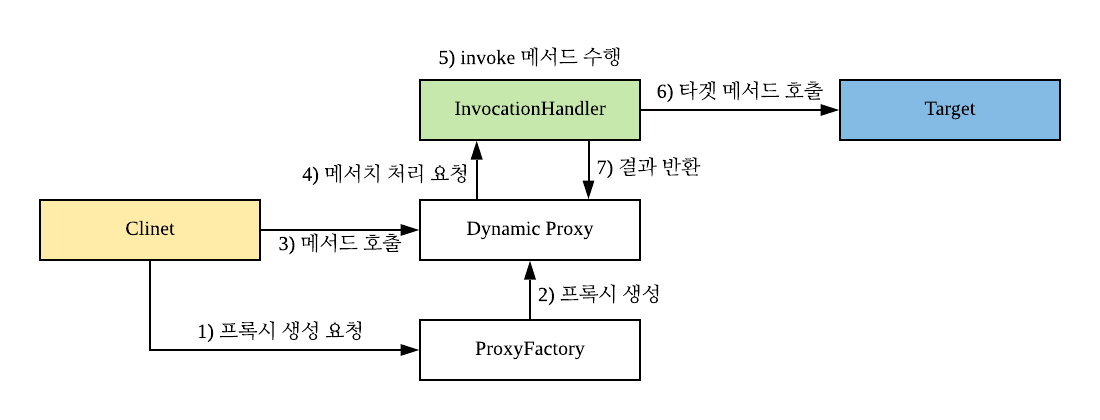 5) invoke 메서드 수행
InvocationHandler
6) 타겟 메서드 호출
Target
4) 메서치 처리 요청
7) 결과 반환
Clinet
3) 메서드 호출
Dynamic Proxy
2) 프록시 생성
1) 프록시 생성 요청
ProxyFactory